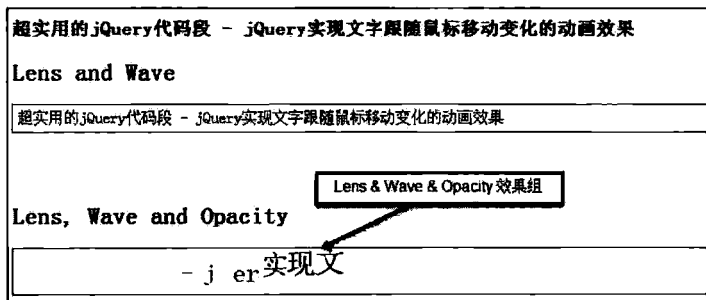 超实用的jQuery代码段 - jQuery实现文字跟随鼠标移动变化的动画效果
Lens and Wave
超实用的jQuery代码段 - jQuery实现文字跟随鼠标移动变化的动画效果
Lens & Wave & Opacity 效果组
Lens, Wave and Opacity
- j er实现文